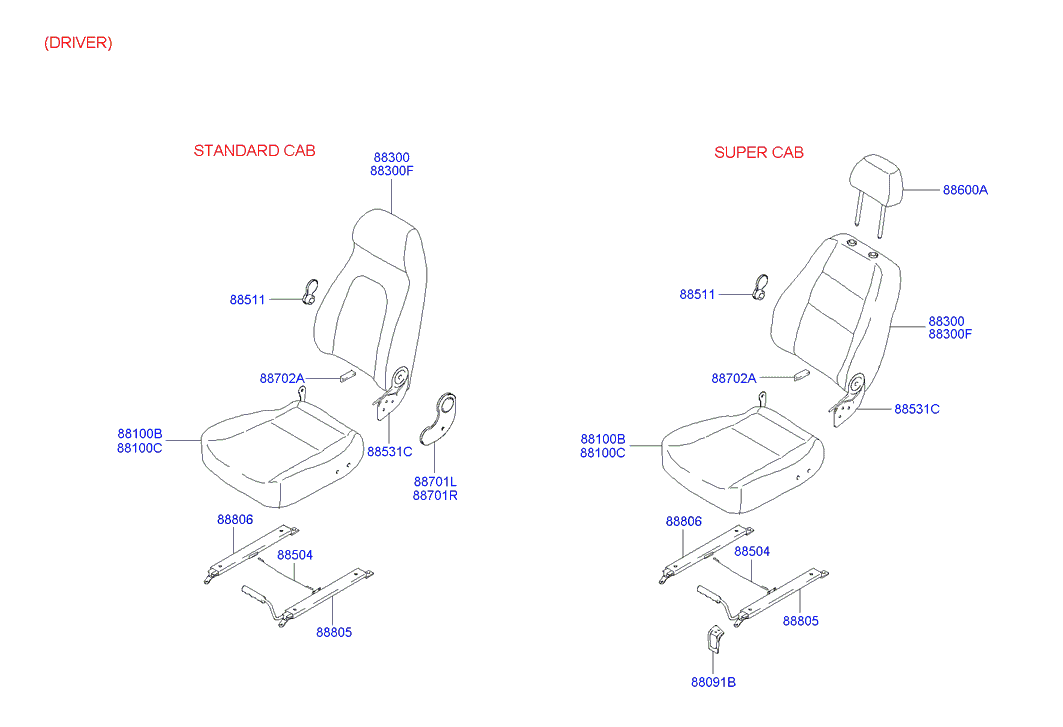 (DRIVER)
STANDARD CAB
88300
88300F
88511
88702A
88100B
88100C
88531C
88701L
88701R
88806
88504
88805
SUPER CAB
88600A
88511
88300
88300F
88702A
88531C
88100B
88100C
88806
88504
88805
88091B